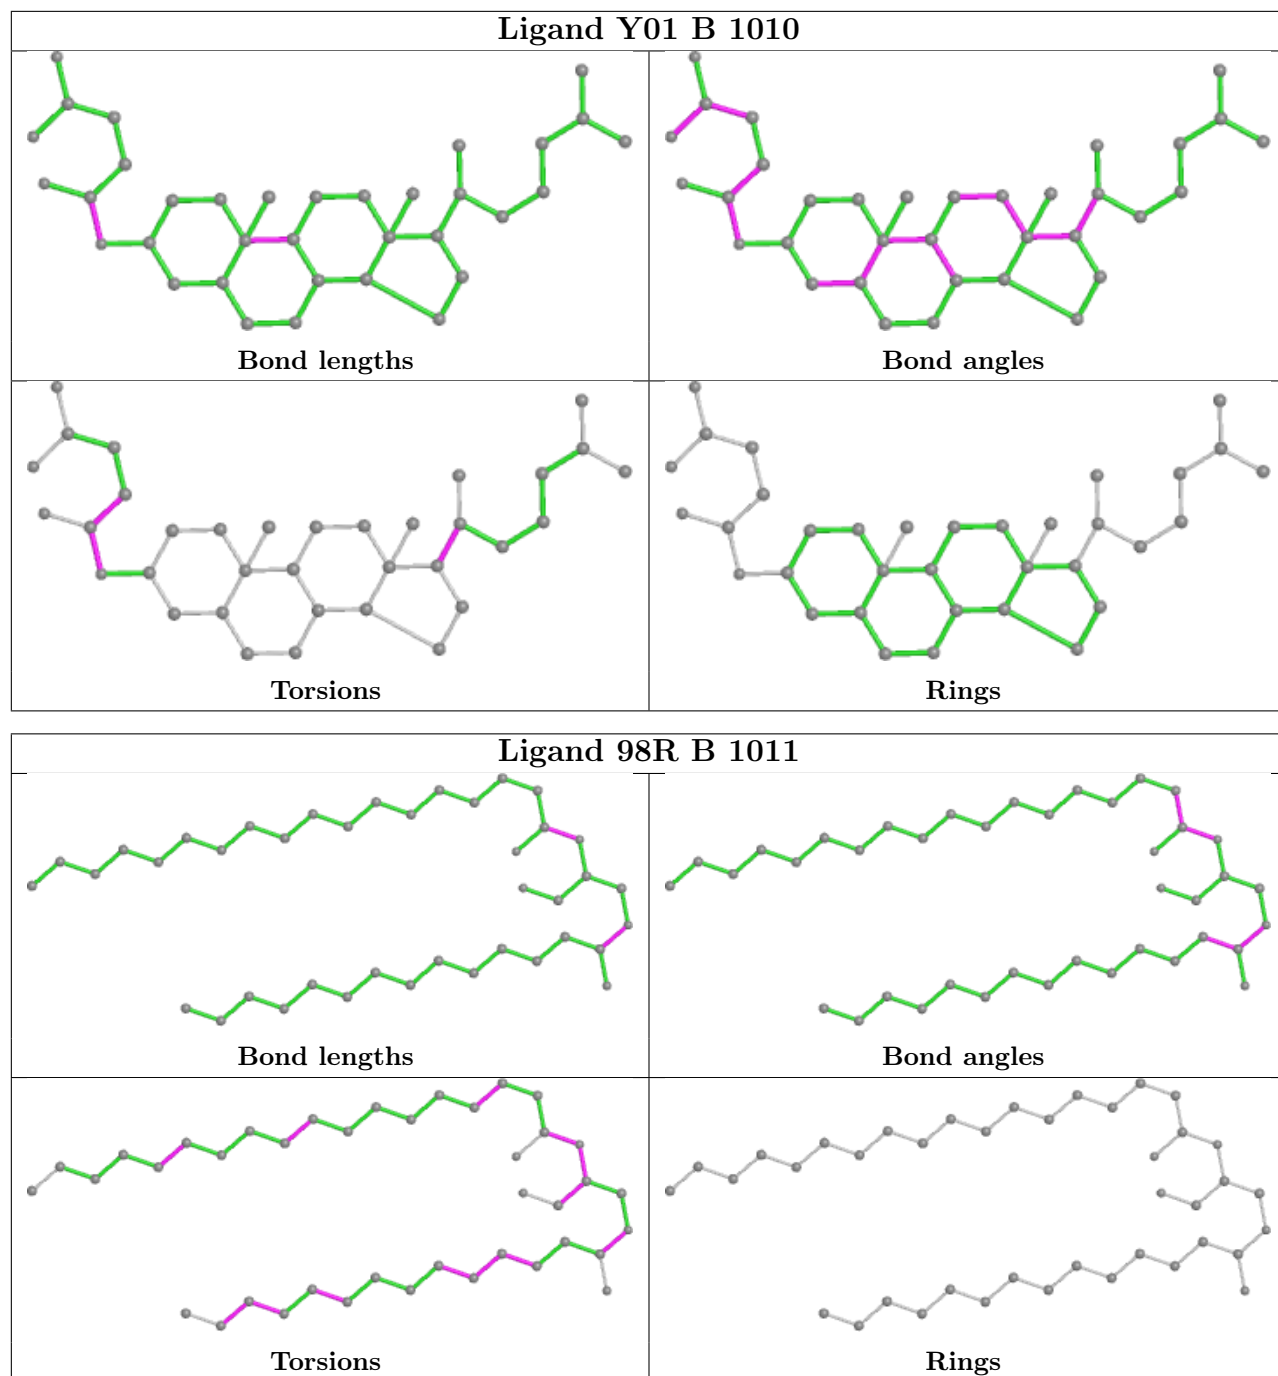 Ligand Y01 B 1010
Bond lengths
Bond angles
Torsions
Rings
Ligand 98R B 1011
Bond lengths
Bond angles
Torsions
Rings